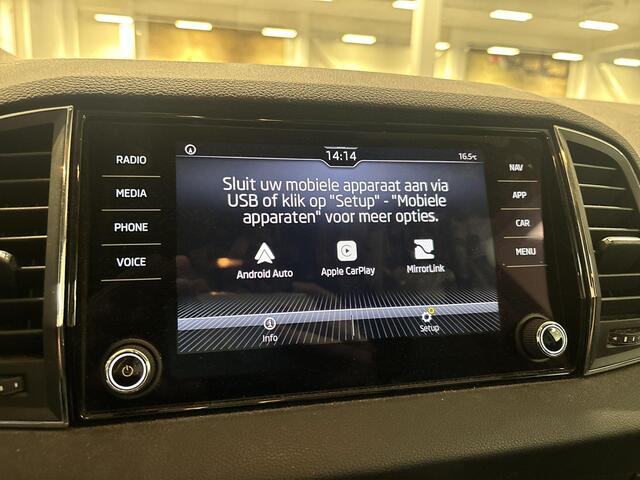 14:14
16.5°C
RADIO
MEDIA
PHONE
VOICE
Sluit uw mobiele apparaat aan via
USB of klik op "Setup" - "Mobiele
apparaten" voor meer opties.
Android Auto
Apple CarPlay
MirrorLink
Info
Setup
NAV
APP
CAR
MENU